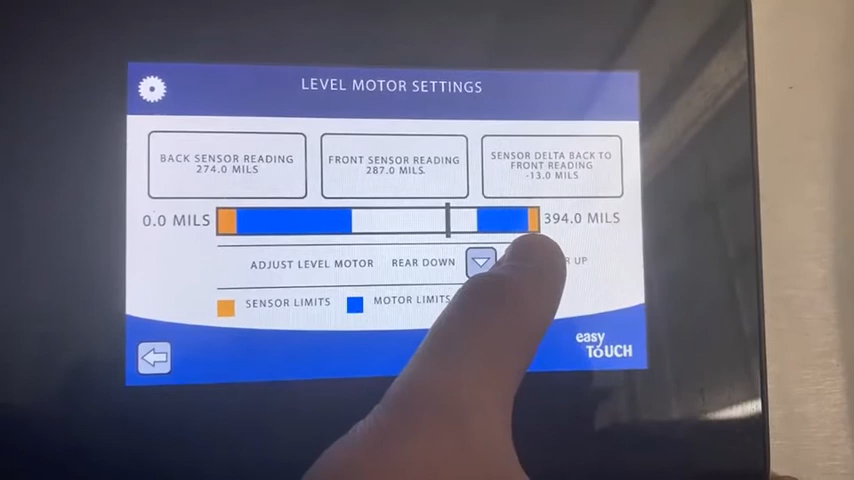 LEVEL MOTOR SETTINGS
BACK SENSOR READING
274.0 MILS
FRONT SENSOR READING
287.0 MILS
SENSOR DELTA BACK TO
FRONT READING
-13.0 MILS
0.0 MILS
394.0 MILS
ADJUST LEVEL MOTOR REAR DOWN UP
SENSOR LIMITS MOTOR LIMITS
easy
TOUCH